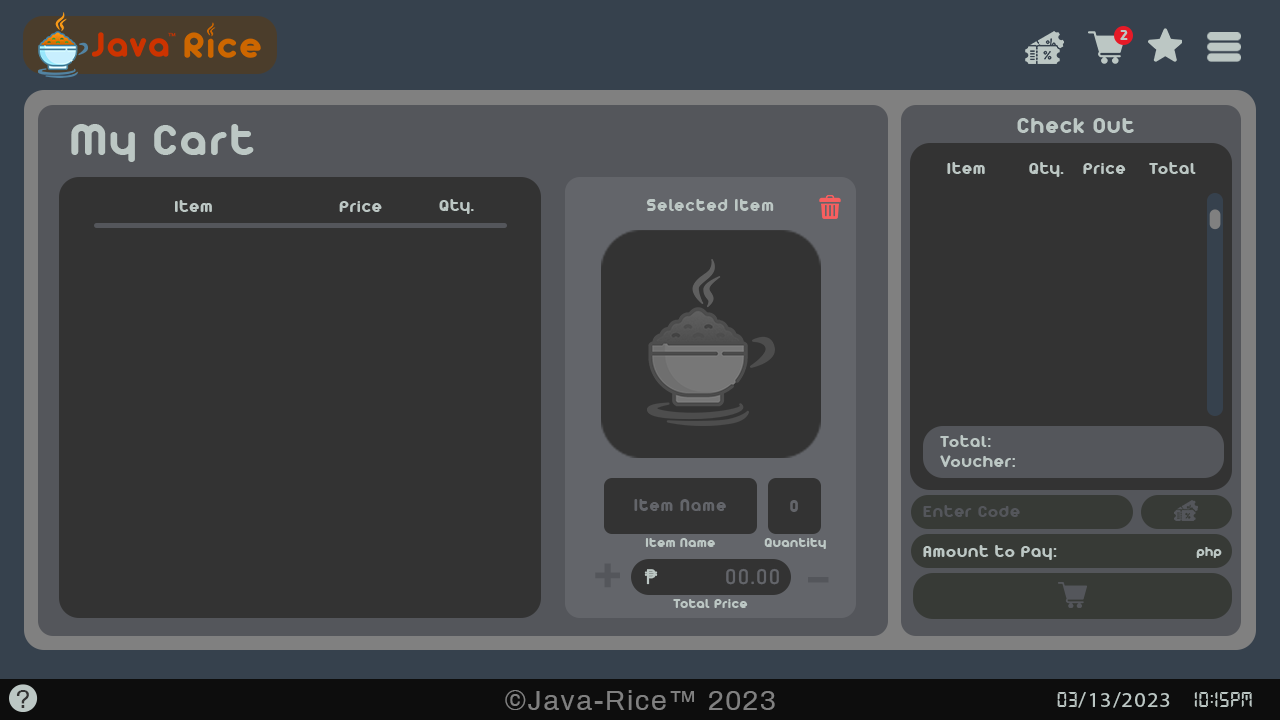 Java™ Rice
2
My Cart
Item Price Qty.
Selected Item
Item Name 0
Item Name Quantity
+ ₱ 00.00 −
Total Price
Check Out
Item Qty. Price Total
Total:
Voucher:
Enter Code
Amount to Pay: php
? ©Java-Rice™ 2023 03/13/2023 10:15PM